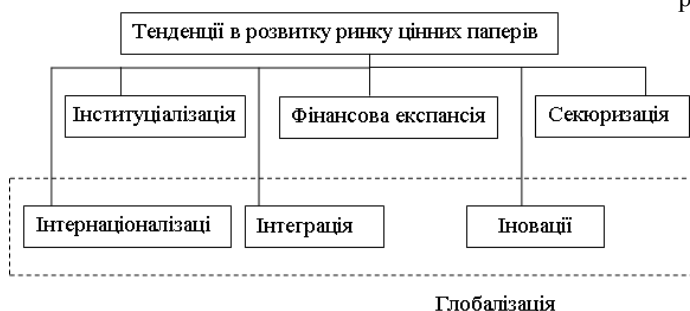 р
Тенденції в розвитку ринку цінних паперів
Інституціалізація
Фінансова експансія
Секюризація
Інтернаціоналізаці
Інтеграція
Іновації
Глобалізація